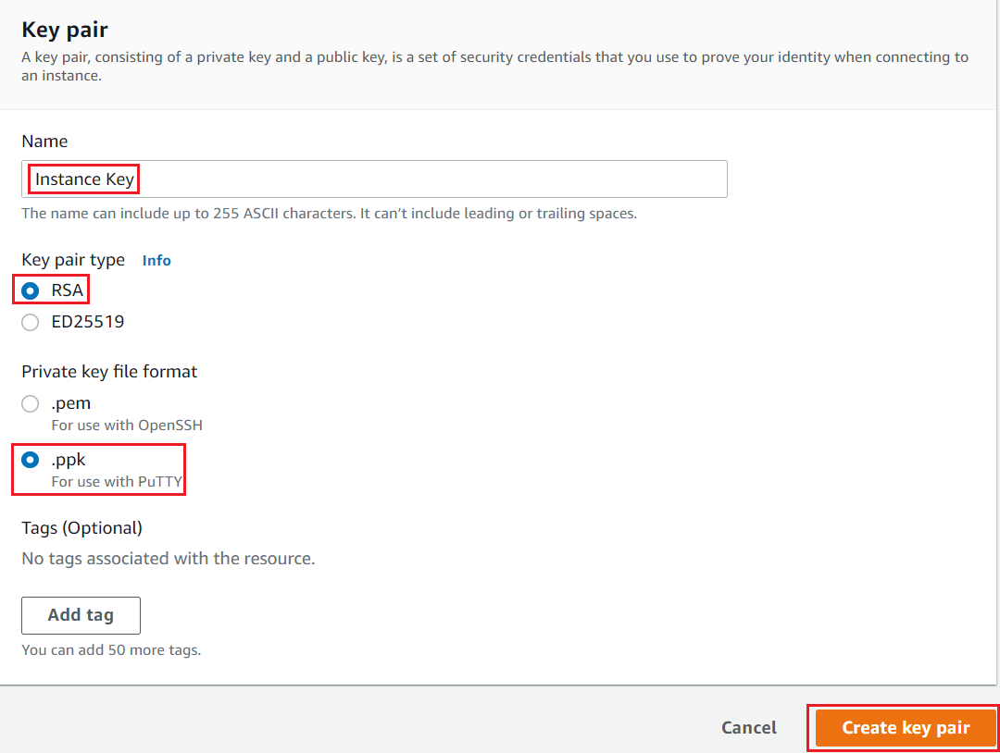 Key pair
A key pair, consisting of a private key and a public key, is a set of security credentials that you use to prove your identity when connecting to
an instance.
Name
Instance Key
The name can include up to 255 ASCII characters. It can’t include leading or trailing spaces.
Key pair type Info
RSA
ED25519
Private key file format
.pem
For use with OpenSSH
.ppk
For use with PuTTY
Tags (Optional)
No tags associated with the resource.
Add tag
You can add 50 more tags.
Cancel Create key pair